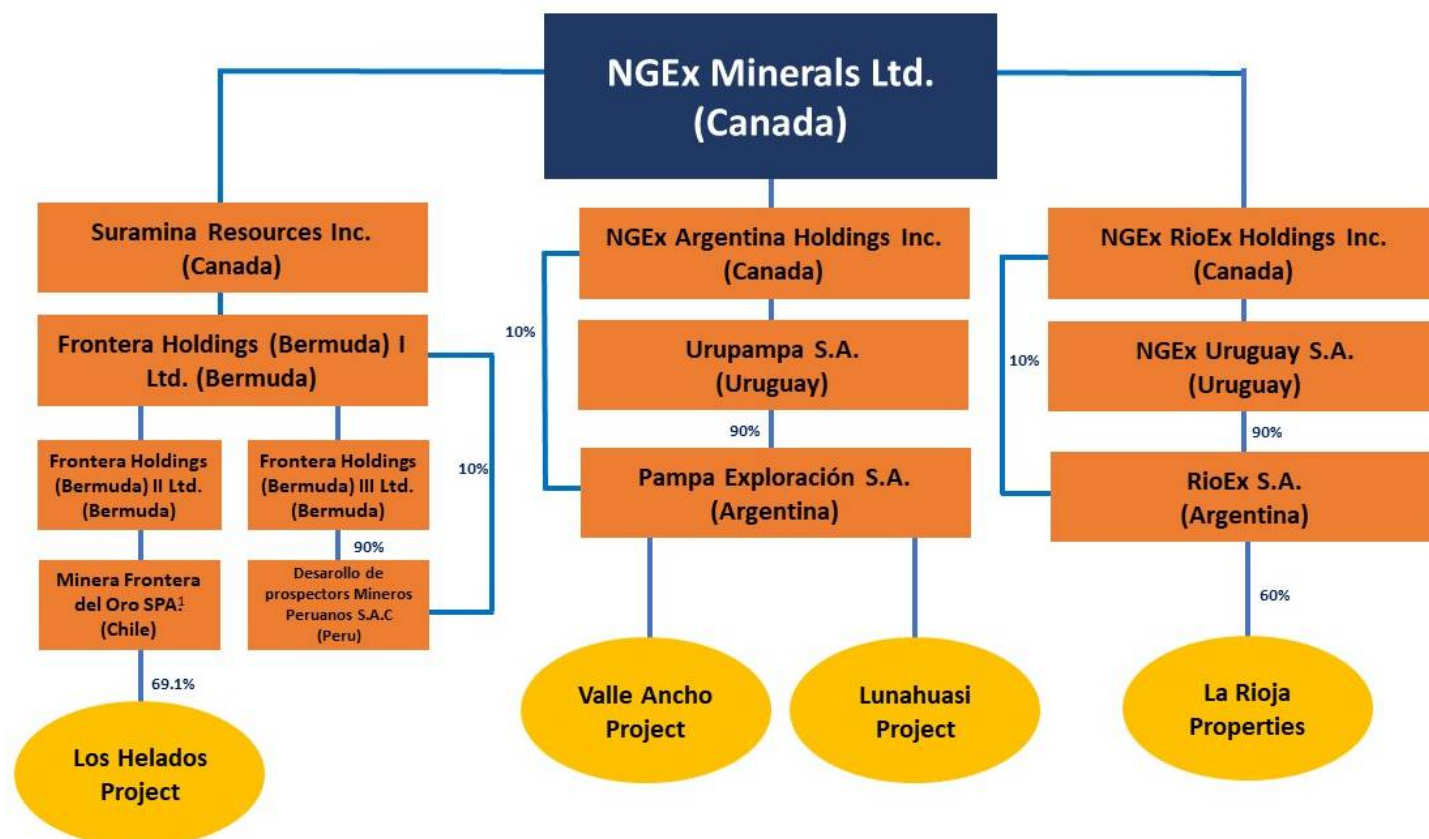 NGEx Minerals Ltd.
(Canada)
Suramina Resources Inc.
(Canada)
NGEx Argentina Holdings Inc.
(Canada)
NGEx RioEx Holdings Inc.
(Canada)
Frontera Holdings (Bermuda) I
Ltd. (Bermuda)
10%
Urupampa S.A.
(Uruguay)
10%
NGEx Uruguay S.A.
(Uruguay)
90%
90%
Frontera Holdings
(Bermuda) II Ltd.
(Bermuda)
Frontera Holdings
(Bermuda) III Ltd.
(Bermuda)
10%
Pampa Exploración S.A.
(Argentina)
RioEx S.A.
(Argentina)
90%
Minera Frontera
del Oro SPA.1
(Chile)
Desarollo de
prospectors Mineros
Peruanos S.A.C
(Peru)
60%
69.1%
Valle Ancho
Project
Lunahuasi
Project
La Rioja
Properties
Los Helados
Project